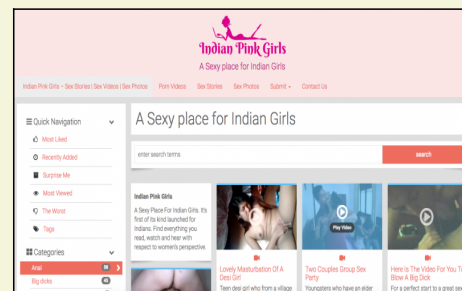 Indian Pink Girls
A Sexy place for Indian Girls
Indian Pink Girls – Sex Stories | Sex Videos | Sex Photos
Porn Videos
Sex Stories
Sex Photos
Submit
Contact Us
Quick Navigation
Most Liked
Recently Added
Surprise Me
Most Viewed
The Worst
Tags
Categories
Anal
Big dicks
A Sexy place for Indian Girls
enter search terms
search
Indian Pink Girls
A Sexy Place For Indian Girls. It's
first of its kind launched for
Indians. Find everything you
read, watch and hear with
respect to women's perspective.
Lovely Masturbation Of A
Desi Girl
Teen desi girl who from a village
Play Video
Two Couples Group Sex
Party
Youngsters who have an elder
Here Is The Video For You T
Blow A Big Dick
For a perfect start to a great sex